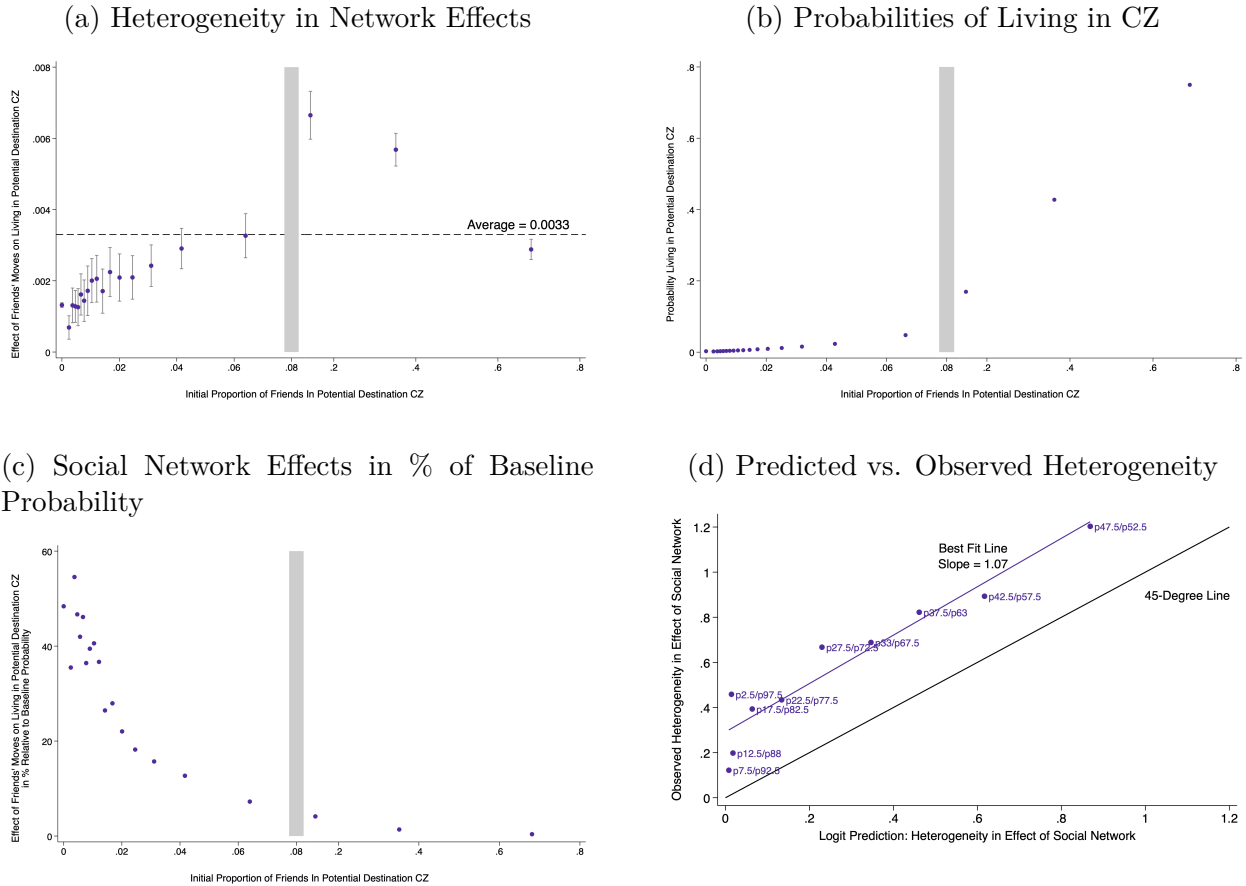 (a) Heterogeneity in Network Effects
Effect of Friends' Moves on Living in Potential Destination CZ
.008
.006
.004
.002
0
Average = 0.0033
0 .02 .04 .06 .08 .2 .4 .6 .8
Initial Proportion of Friends In Potential Destination CZ
(b) Probabilities of Living in CZ
Probability Living in Potential Destination CZ
.8
.6
.4
.2
0
0 .02 .04 .06 .08 .2 .4 .6 .8
Initial Proportion of Friends In Potential Destination CZ
(c) Social Network Effects in % of Baseline
Probability
Effect of Friends' Moves on Living in Potential Destination CZ
in % Relative to Baseline Probability
60
40
20
0
0 .02 .04 .06 .08 .2 .4 .6 .8
Initial Proportion of Friends In Potential Destination CZ
(d) Predicted vs. Observed Heterogeneity
Observed Heterogeneity in Effect of Social Network
1.2
1
.8
.6
.4
.2
0
p47.5/p52.5
Best Fit Line
Slope = 1.07
p42.5/p57.5
45-Degree Line
p37.5/p63
p33/p67.5
p27.5/p72.5
p2.5/p97.5
p22.5/p77.5
p17.5/p82.5
p12.5/p88
p7.5/p92.5
0 .2 .4 .6 .8 1 1.2
Logit Prediction: Heterogeneity in Effect of Social Network